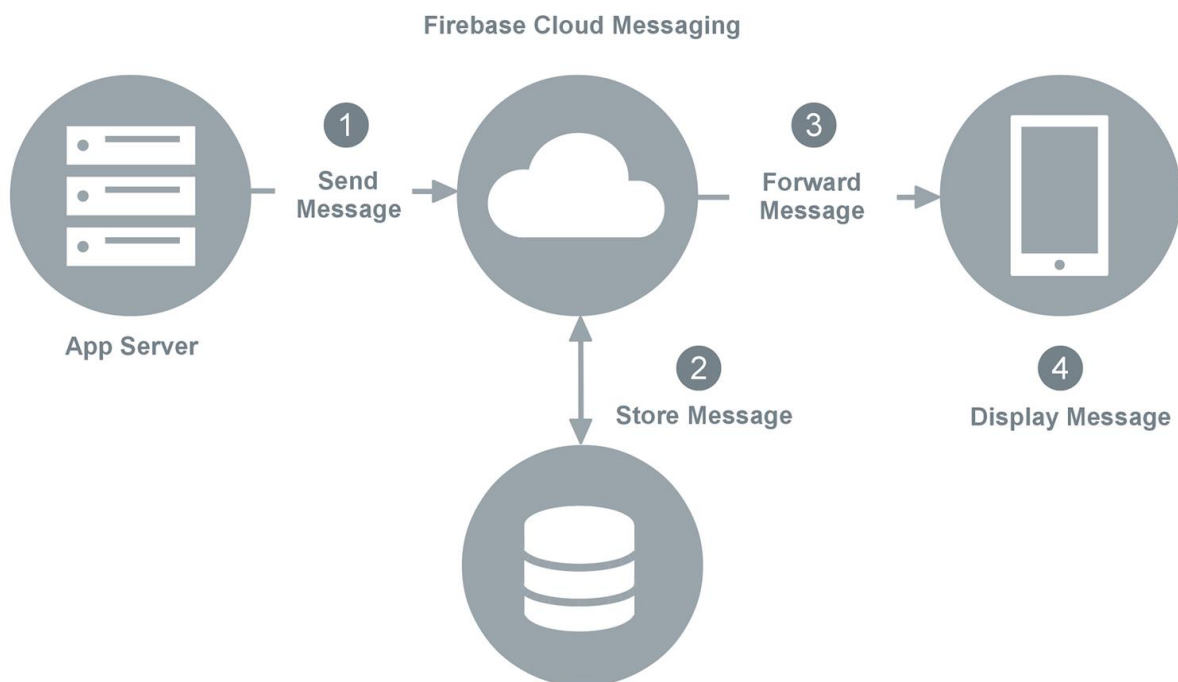 Firebase Cloud Messaging
1
Send
Message
3
Forward
Message
App Server
2
Store Message
4
Display Message